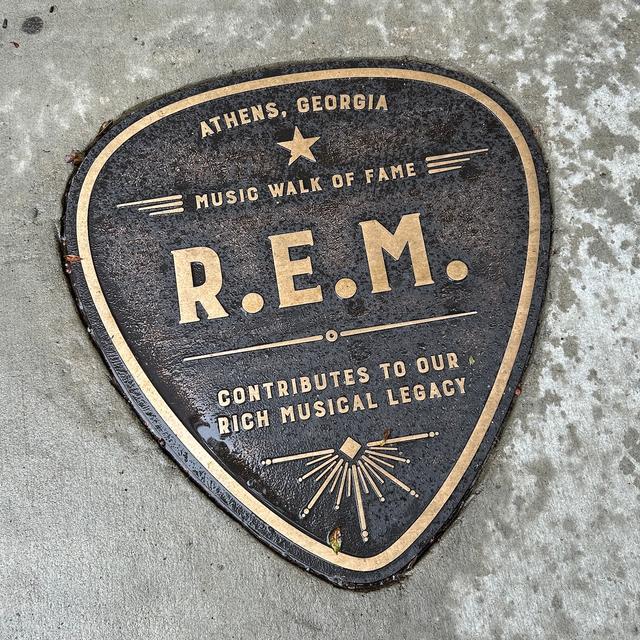 ATHENS, GEORGIA
MUSIC WALK OF FAME
R.E.M.
CONTRIBUTES TO OUR
RICH MUSICAL LEGACY